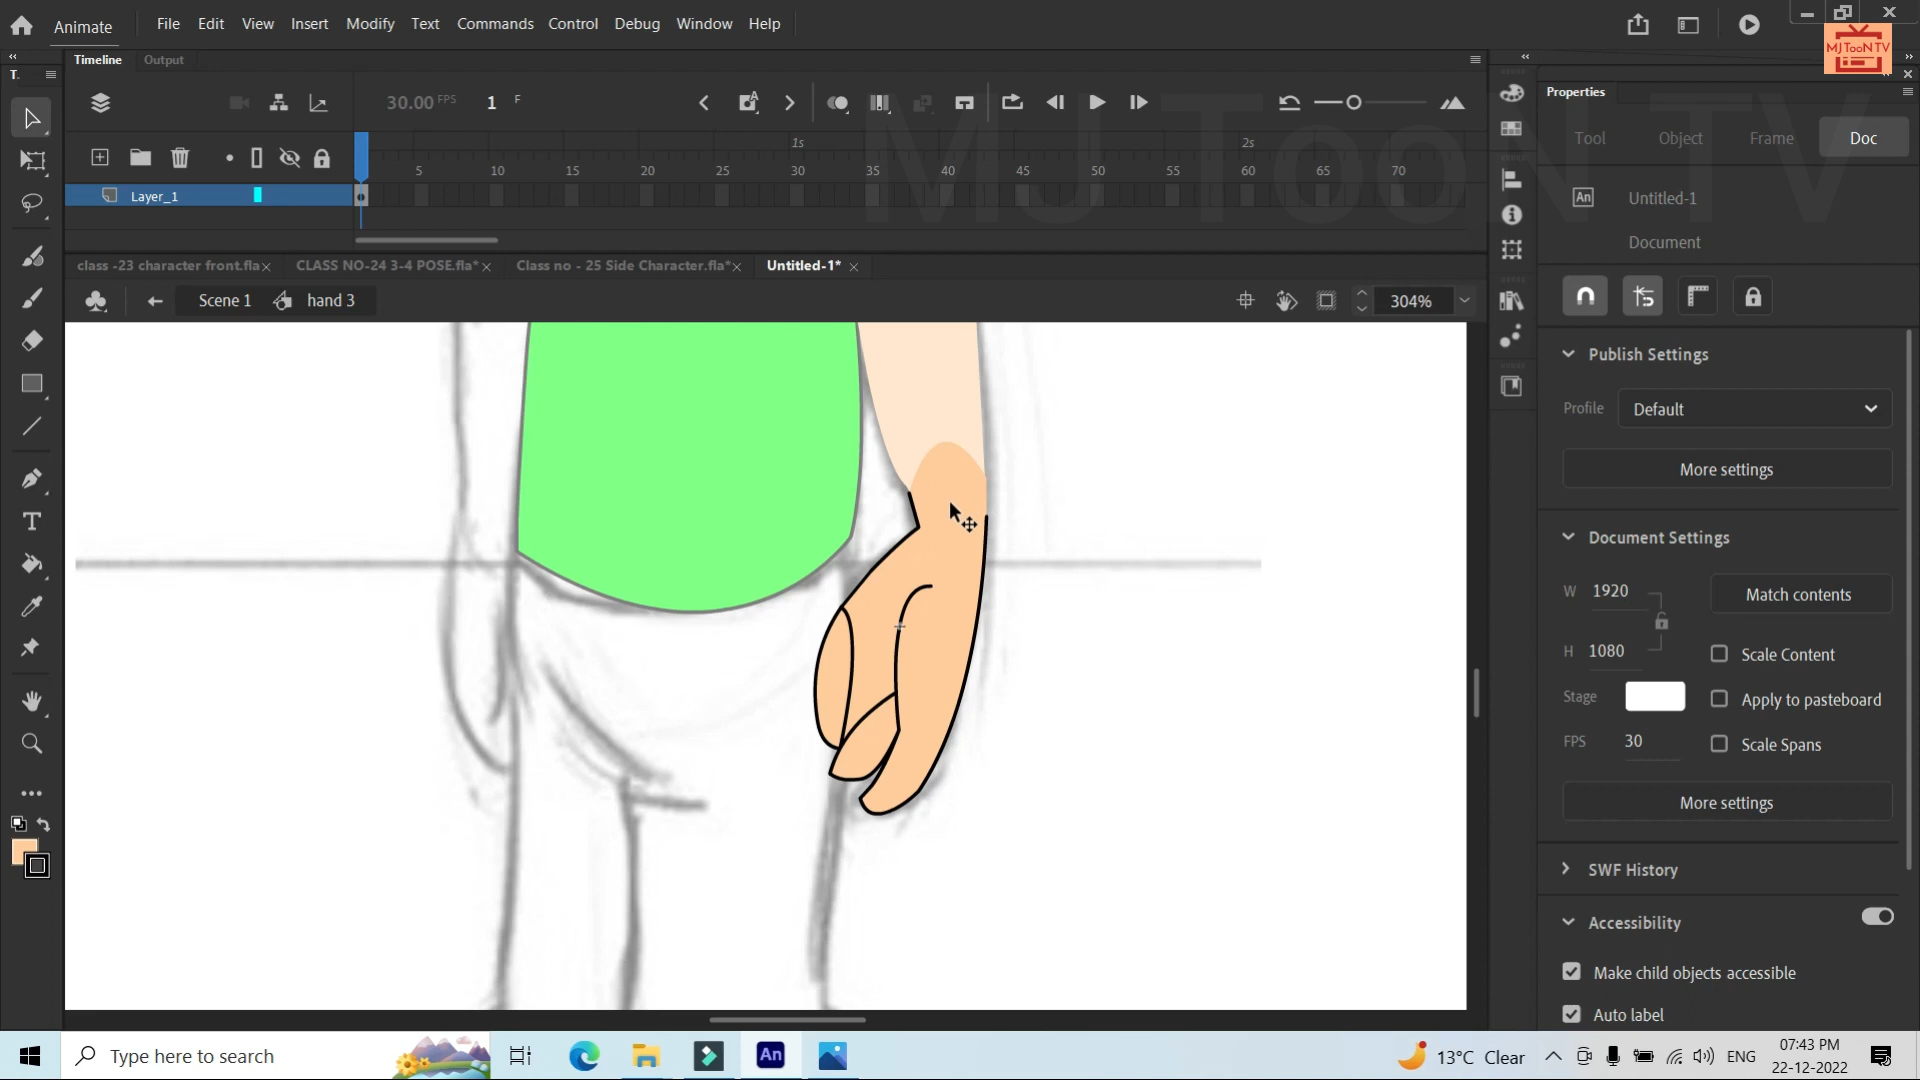 Animate File Edit View Insert Modify Text Commands Control Debug Window Help
MJTooN TV
Timeline Output
T.
30.00 FPS 1 F
1s 2s
5 10 15 20 25 30 35 40 45 50 55 60 65 70
Layer_1
MJ TooN TV
class -23 character front.fla× CLASS NO-24 3-4 POSE.fla*× Class no - 25 Side Character.fla*× Untitled-1* ×
Scene 1 hand 3 304%
Properties
Tool Object Frame Doc
An Untitled-1
Document
Publish Settings
Profile Default
More settings
Document Settings
W 1920 Match contents
H 1080 Scale Content
Stage Apply to pasteboard
FPS 30 Scale Spans
More settings
SWF History
Accessibility
Make child objects accessible
Auto label
Type here to search
An
13°C Clear ENG 07:43 PM
22-12-2022